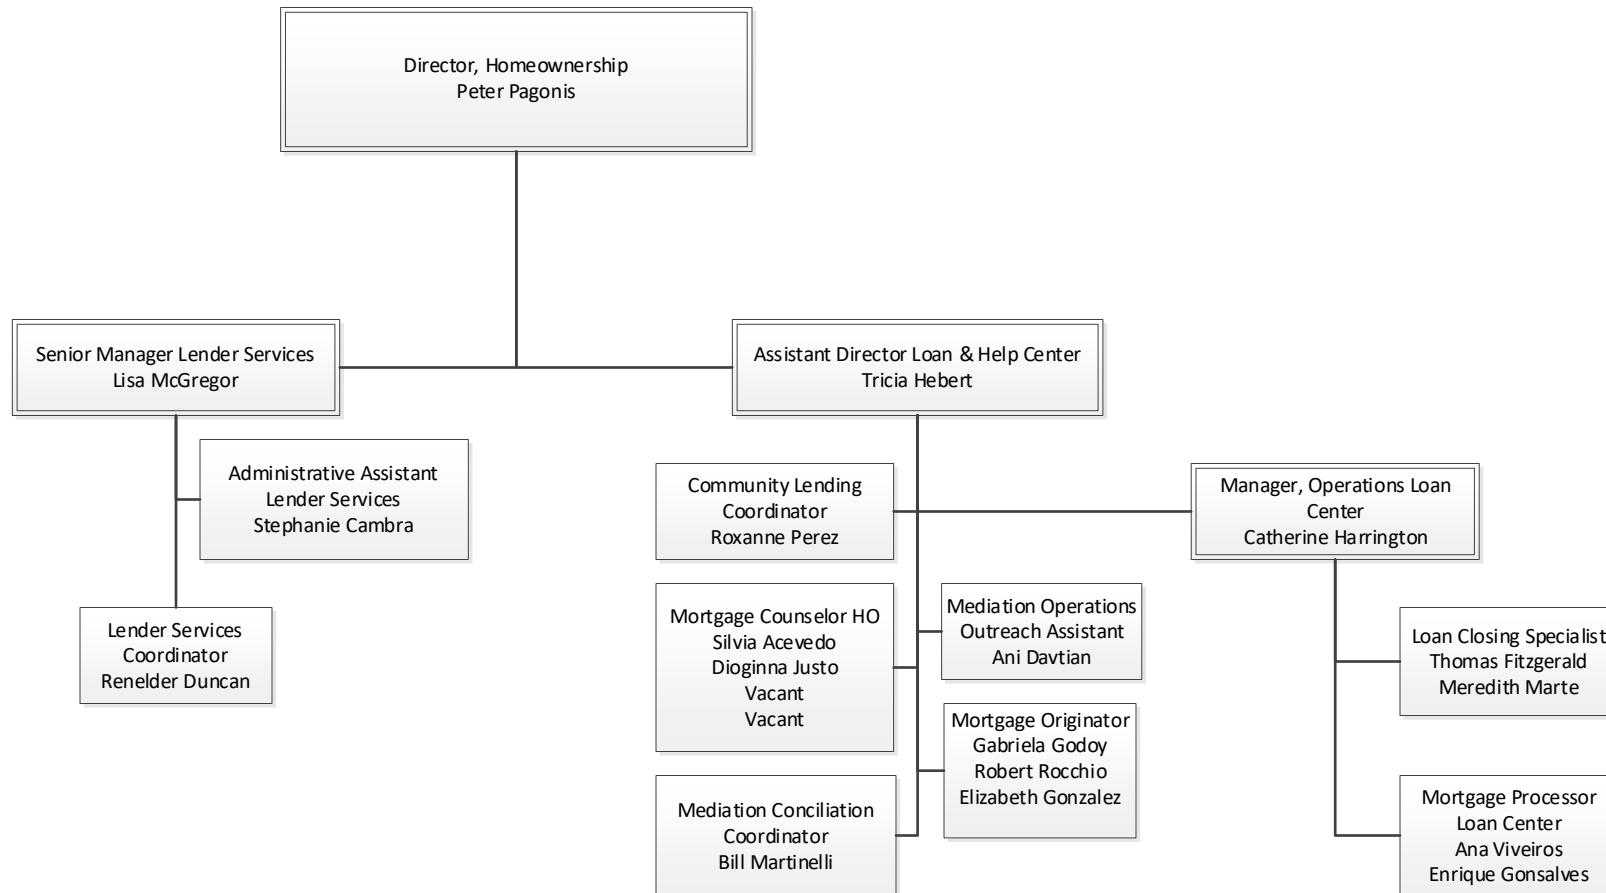 Director, Homeownership
Peter Pagonis
Senior Manager Lender Services
Lisa McGregor
Assistant Director Loan & Help Center
Tricia Hebert
Administrative Assistant
Lender Services
Stephanie Cambra
Lender Services
Coordinator
Renelder Duncan
Community Lending
Coordinator
Roxanne Perez
Manager, Operations Loan
Center
Catherine Harrington
Mortgage Counselor HO
Silvia Acevedo
Dioginna Justo
Vacant
Vacant
Mediation Operations
Outreach Assistant
Ani Davtian
Mortgage Originator
Gabriela Godoy
Robert Rocchio
Elizabeth Gonzalez
Mediation Conciliation
Coordinator
Bill Martinelli
Loan Closing Specialist
Thomas Fitzgerald
Meredith Marte
Mortgage Processor
Loan Center
Ana Viveiros
Enrique Gonsalves